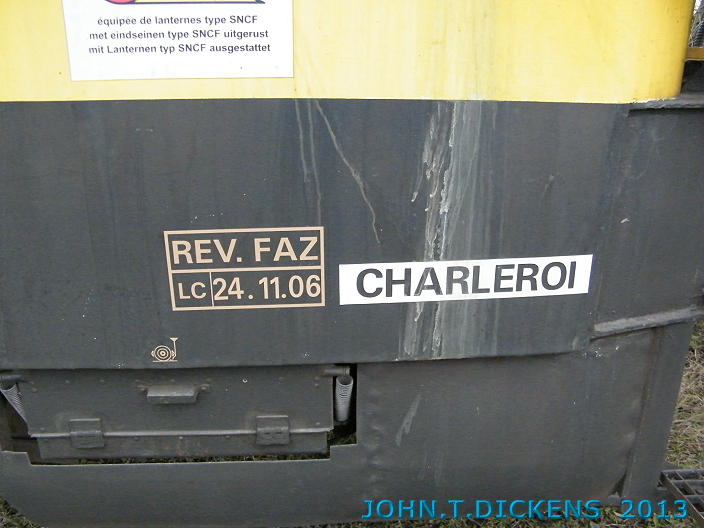 équipée de lanternes type SNCF
met eindseinen type SNCF uitgerust
mit Lanternen typ SNCF ausgestattet
REV. FAZ
LC 24.11.06
CHARLEROI
JOHN.T.DICKENS 2013